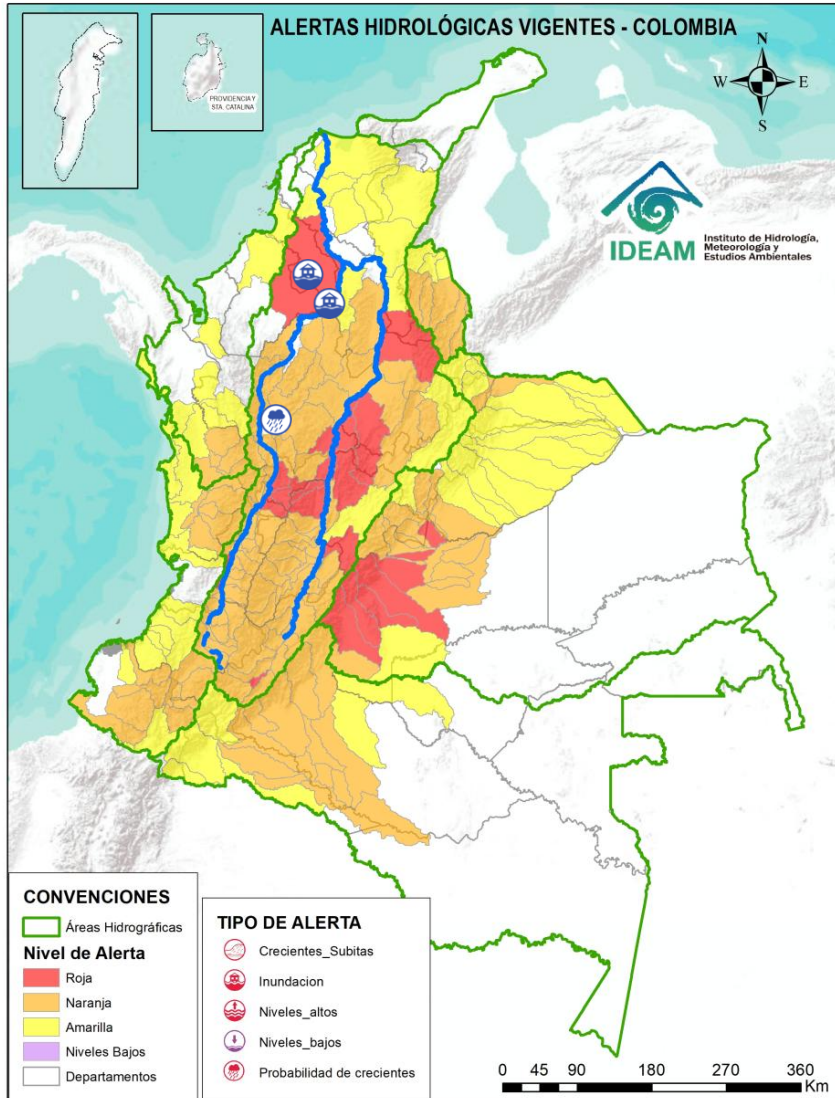 ALERTAS HIDROLÓGICAS VIGENTES - COLOMBIA
PROVIDENCIA Y
STA. CATALINA
N
W
E
S
IDEAM
Instituto de Hidrología,
Meteorología y
Estudios Ambientales
CONVENCIONES
Áreas Hidrográficas
Nivel de Alerta
Roja
Naranja
Amarilla
Niveles Bajos
Departamentos
TIPO DE ALERTA
Crecientes_Subitas
Inundacion
Niveles_altos
Niveles_bajos
Probabilidad de crecientes
0 45 90 180 270 360
Km